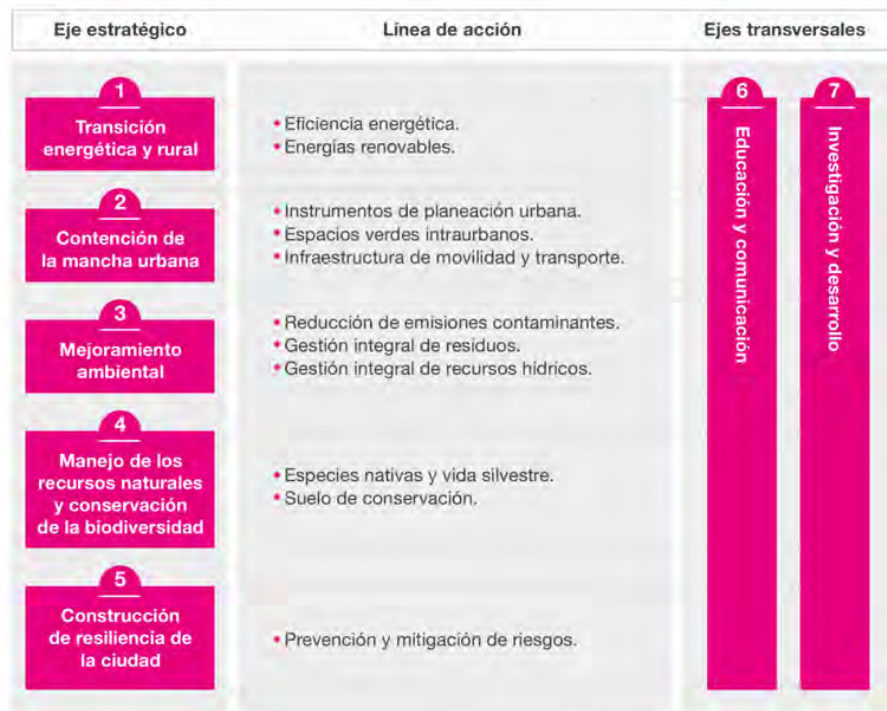 Eje estratégico
Línea de acción
Ejes transversales
1
Transición
energética y rural
• Eficiencia energética.
• Energías renovables.
2
Contención de
la mancha urbana
• Instrumentos de planeación urbana.
• Espacios verdes intraurbanos.
• Infraestructura de movilidad y transporte.
3
Mejoramiento
ambiental
• Reducción de emisiones contaminantes.
• Gestión integral de residuos.
• Gestión integral de recursos hídricos.
4
Manejo de los
recursos naturales
y conservación
de la biodiversidad
• Especies nativas y vida silvestre.
• Suelo de conservación.
5
Construcción
de resiliencia de
la ciudad
• Prevención y mitigación de riesgos.
6
Educación y comunicación
7
Investigación y desarrollo